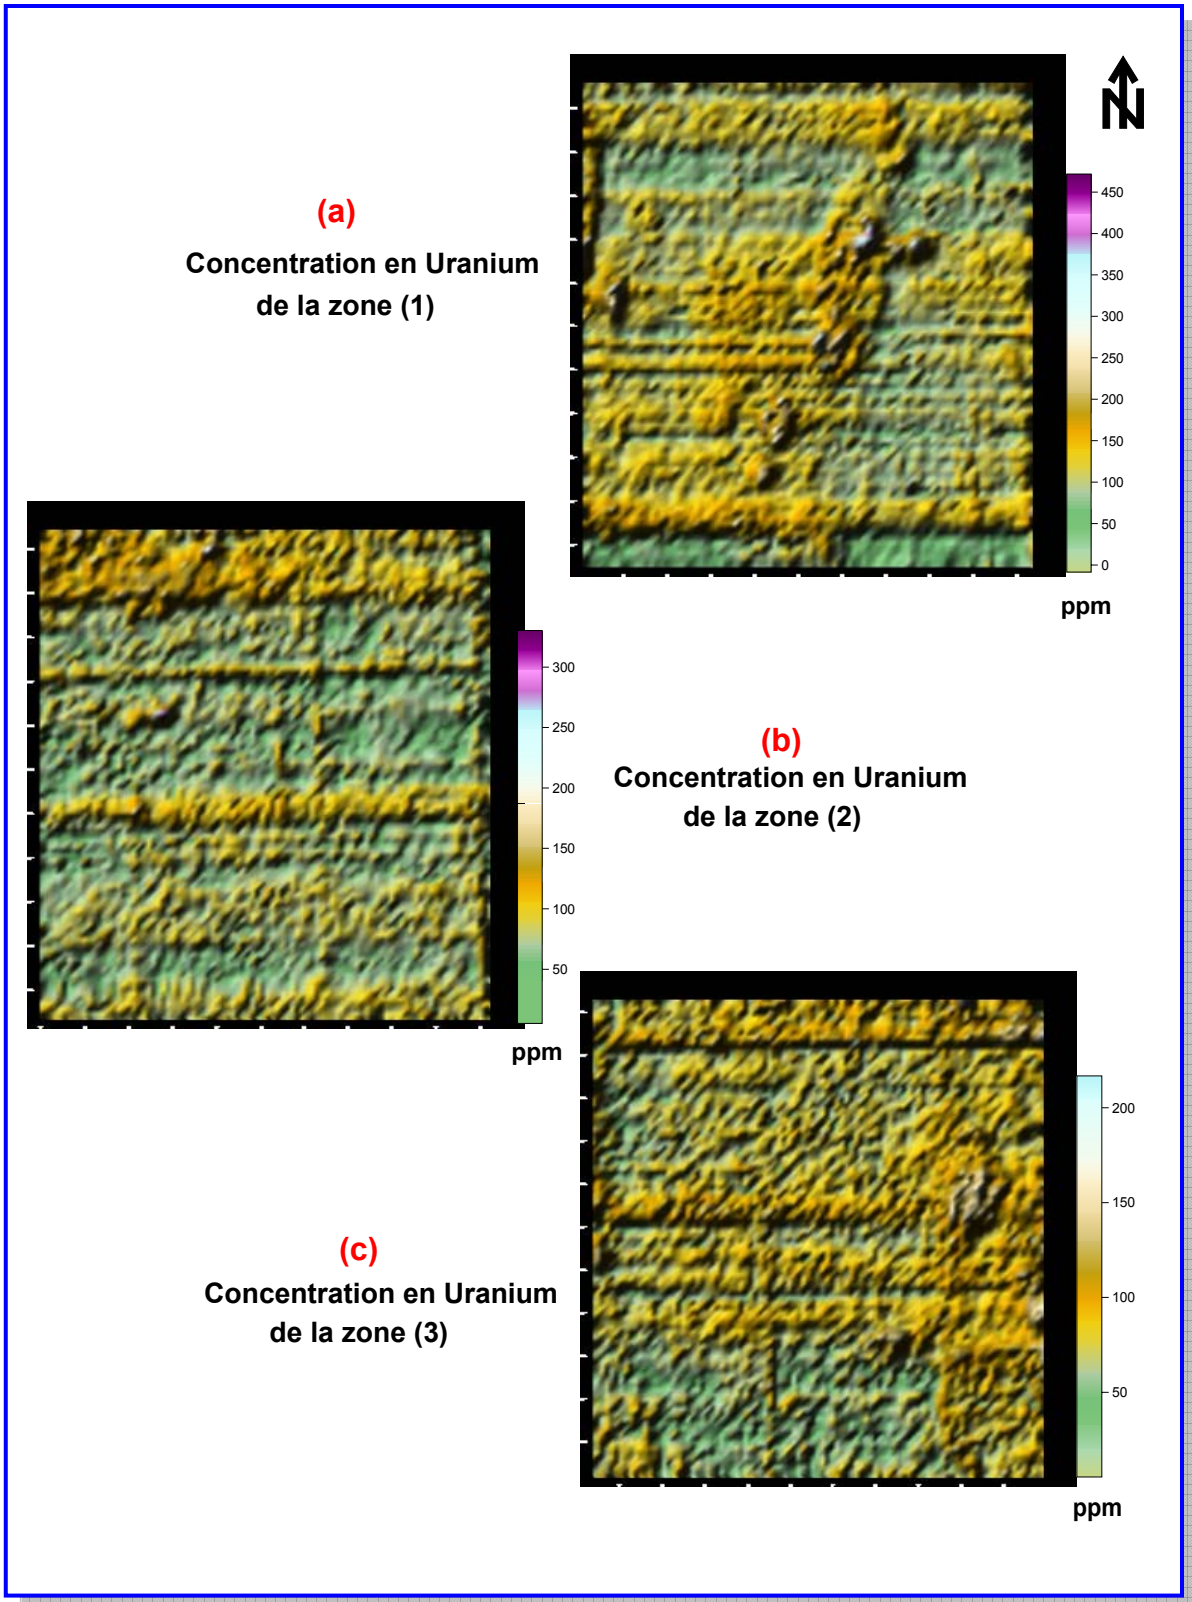 N
(a)
Concentration en Uranium
de la zone (1)
450
400
350
300
250
200
150
100
50
0
ppm
300
250
200
150
100
50
ppm
(b)
Concentration en Uranium
de la zone (2)
(c)
Concentration en Uranium
de la zone (3)
200
150
100
50
ppm